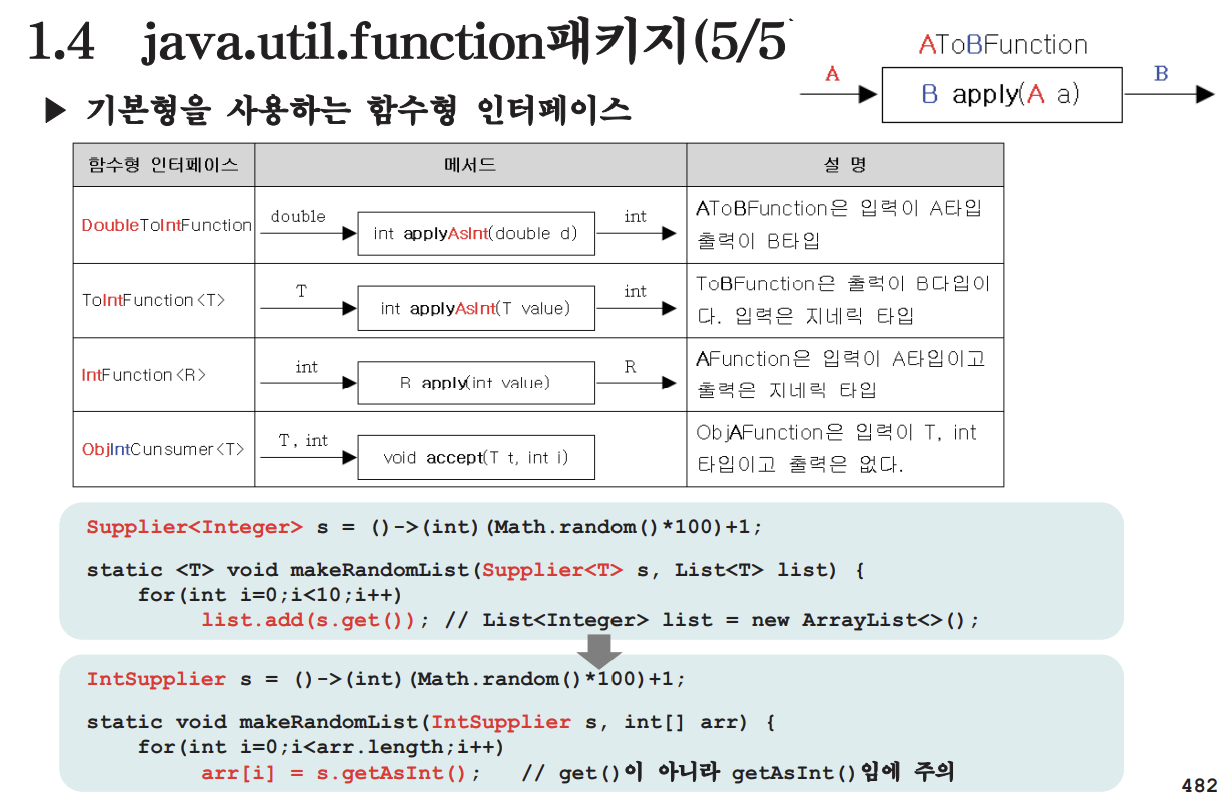 1.4 java.util.function패키지(5/5
AToBFunction
A
B apply(A a)
B
▶ 기본형을 사용하는 함수형 인터페이스
함수형 인터페이스 메서드 설 명
DoubleToIntFunction
double
int applyAsInt(double d)
int
AToBFunction은 입력이 A타입
출력이 B타입
ToIntFunction<T>
T
int applyAsInt(T value)
int
ToBFunction은 출력이 B타입이
다. 입력은 지네릭 타입
IntFunction<R>
int
R apply(int value)
R
AFunction은 입력이 A타입이고
출력은 지네릭 타입
ObjIntCunsumer<T>
T, int
void accept(T t, int i)
ObjAFunction은 입력이 T, int
타입이고 출력은 없다.
Supplier<Integer> s = ()->(int)(Math.random()*100)+1;
static <T> void makeRandomList(Supplier<T> s, List<T> list) {
for(int i=0;i<10;i++)
list.add(s.get()); // List<Integer> list = new ArrayList<>();
IntSupplier s = ()->(int)(Math.random()*100)+1;
static void makeRandomList(IntSupplier s, int[] arr) {
for(int i=0;i<arr.length;i++)
arr[i] = s.getAsInt(); // get()이 아니라 getAsInt()임에 주의
482